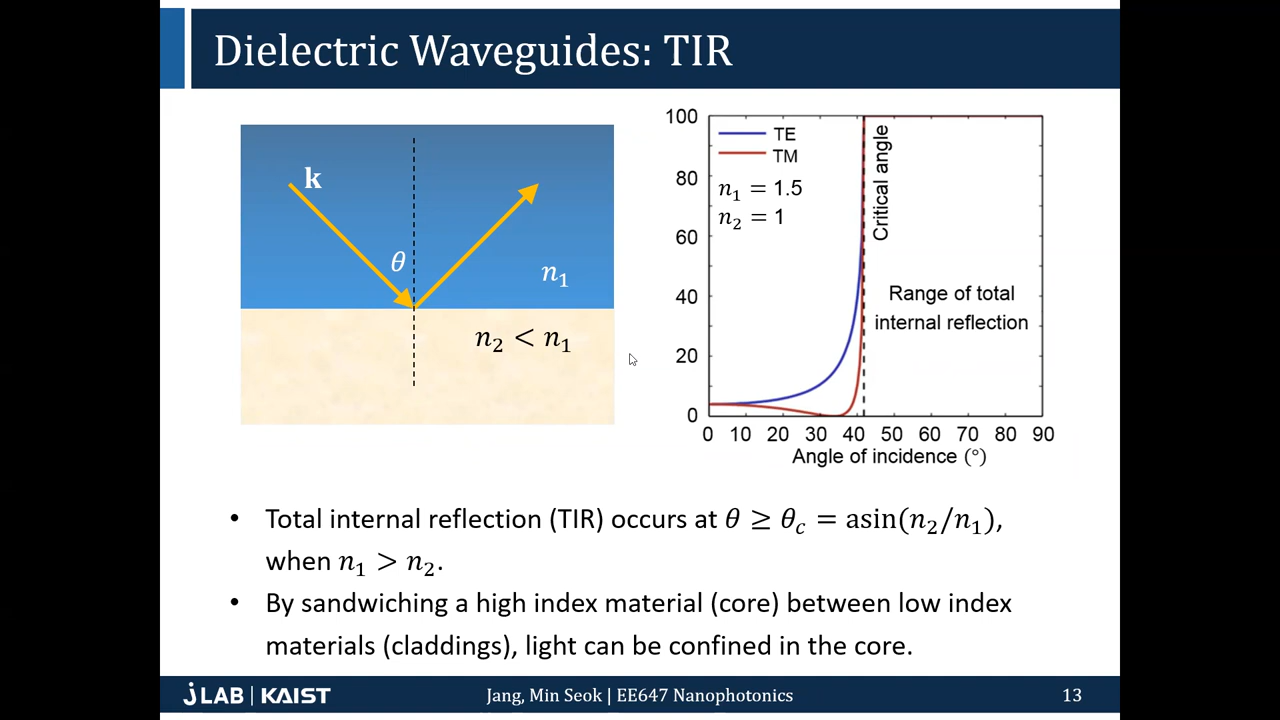 Dielectric Waveguides: TIR
k
θ
n₁
n₂ < n₁
100
80
60
40
20
0
TE
TM
n₁ = 1.5
n₂ = 1
Critical angle
Range of total
internal reflection
0 10 20 30 40 50 60 70 80 90
Angle of incidence (°)
• Total internal reflection (TIR) occurs at θ ≥ θ_c = asin(n₂/n₁),
when n₁ > n₂.
• By sandwiching a high index material (core) between low index
materials (claddings), light can be confined in the core.
jLAB | KAIST
Jang, Min Seok | EE647 Nanophotonics
13